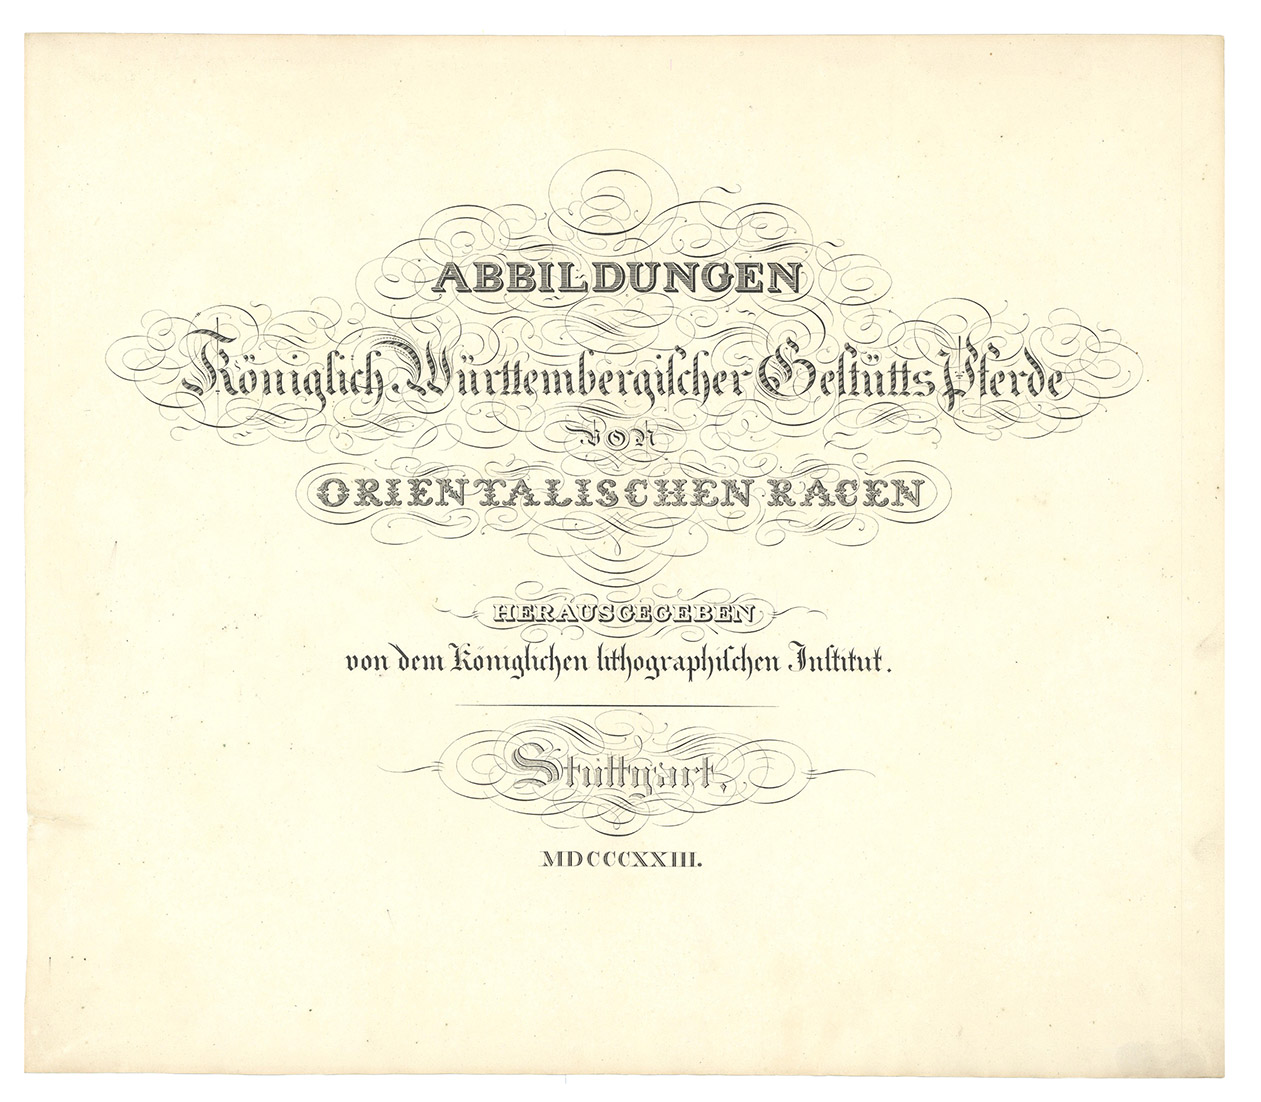 ABBILDUNGEN
Königlich Württembergischer Gestütts Pferde
VON
ORIENTALISCHEN RACEN
HERAUSGEGEBEN
von dem Königlichen lithographischen Institut.
Stuttgart,
MDCCCXXIII.